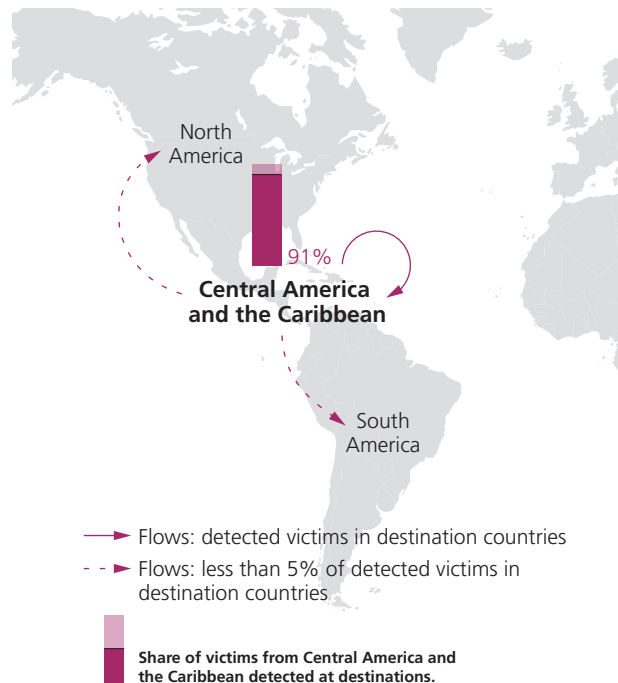 North
America
91%
Central America
and the Caribbean
South
America
Flows: detected victims in destination countries
Flows: less than 5% of detected victims in
destination countries
Share of victims from Central America and
the Caribbean detected at destinations.